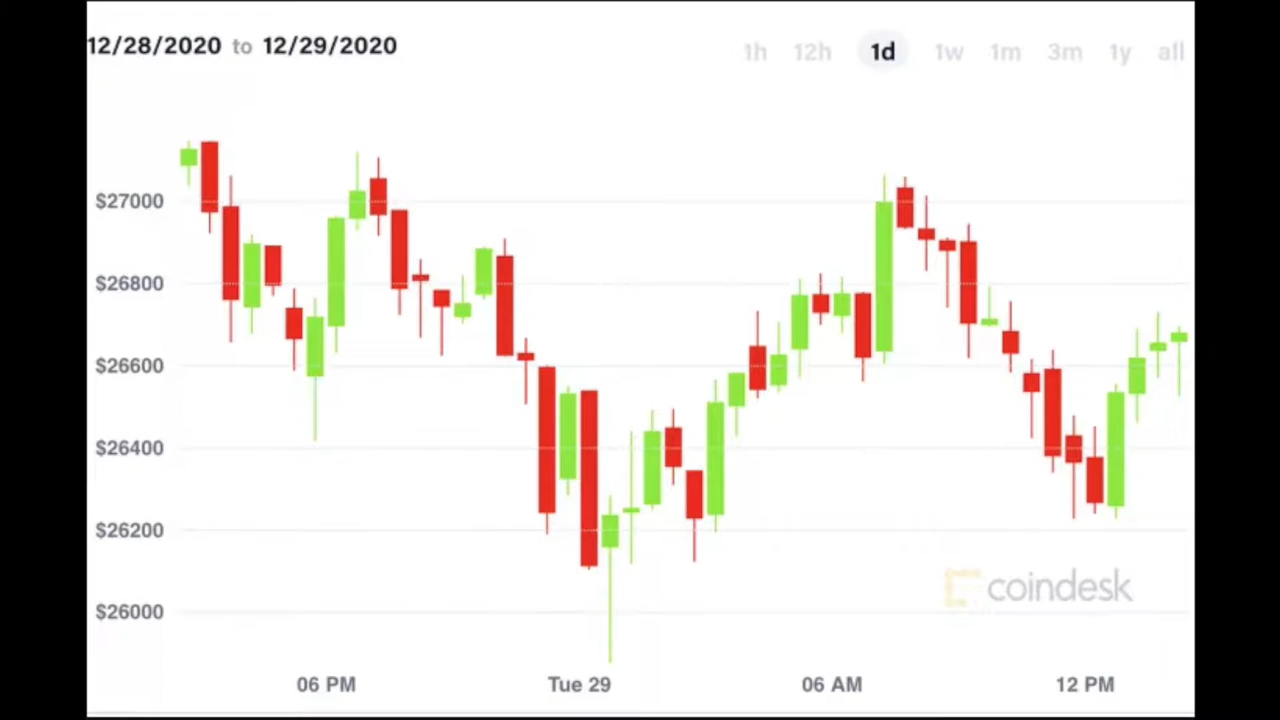 12/28/2020 to 12/29/2020
1h 12h 1d 1w 1m 3m 1y all
$27000
$26800
$26600
$26400
$26200
$26000
coindesk
06 PM Tue 29 06 AM 12 PM